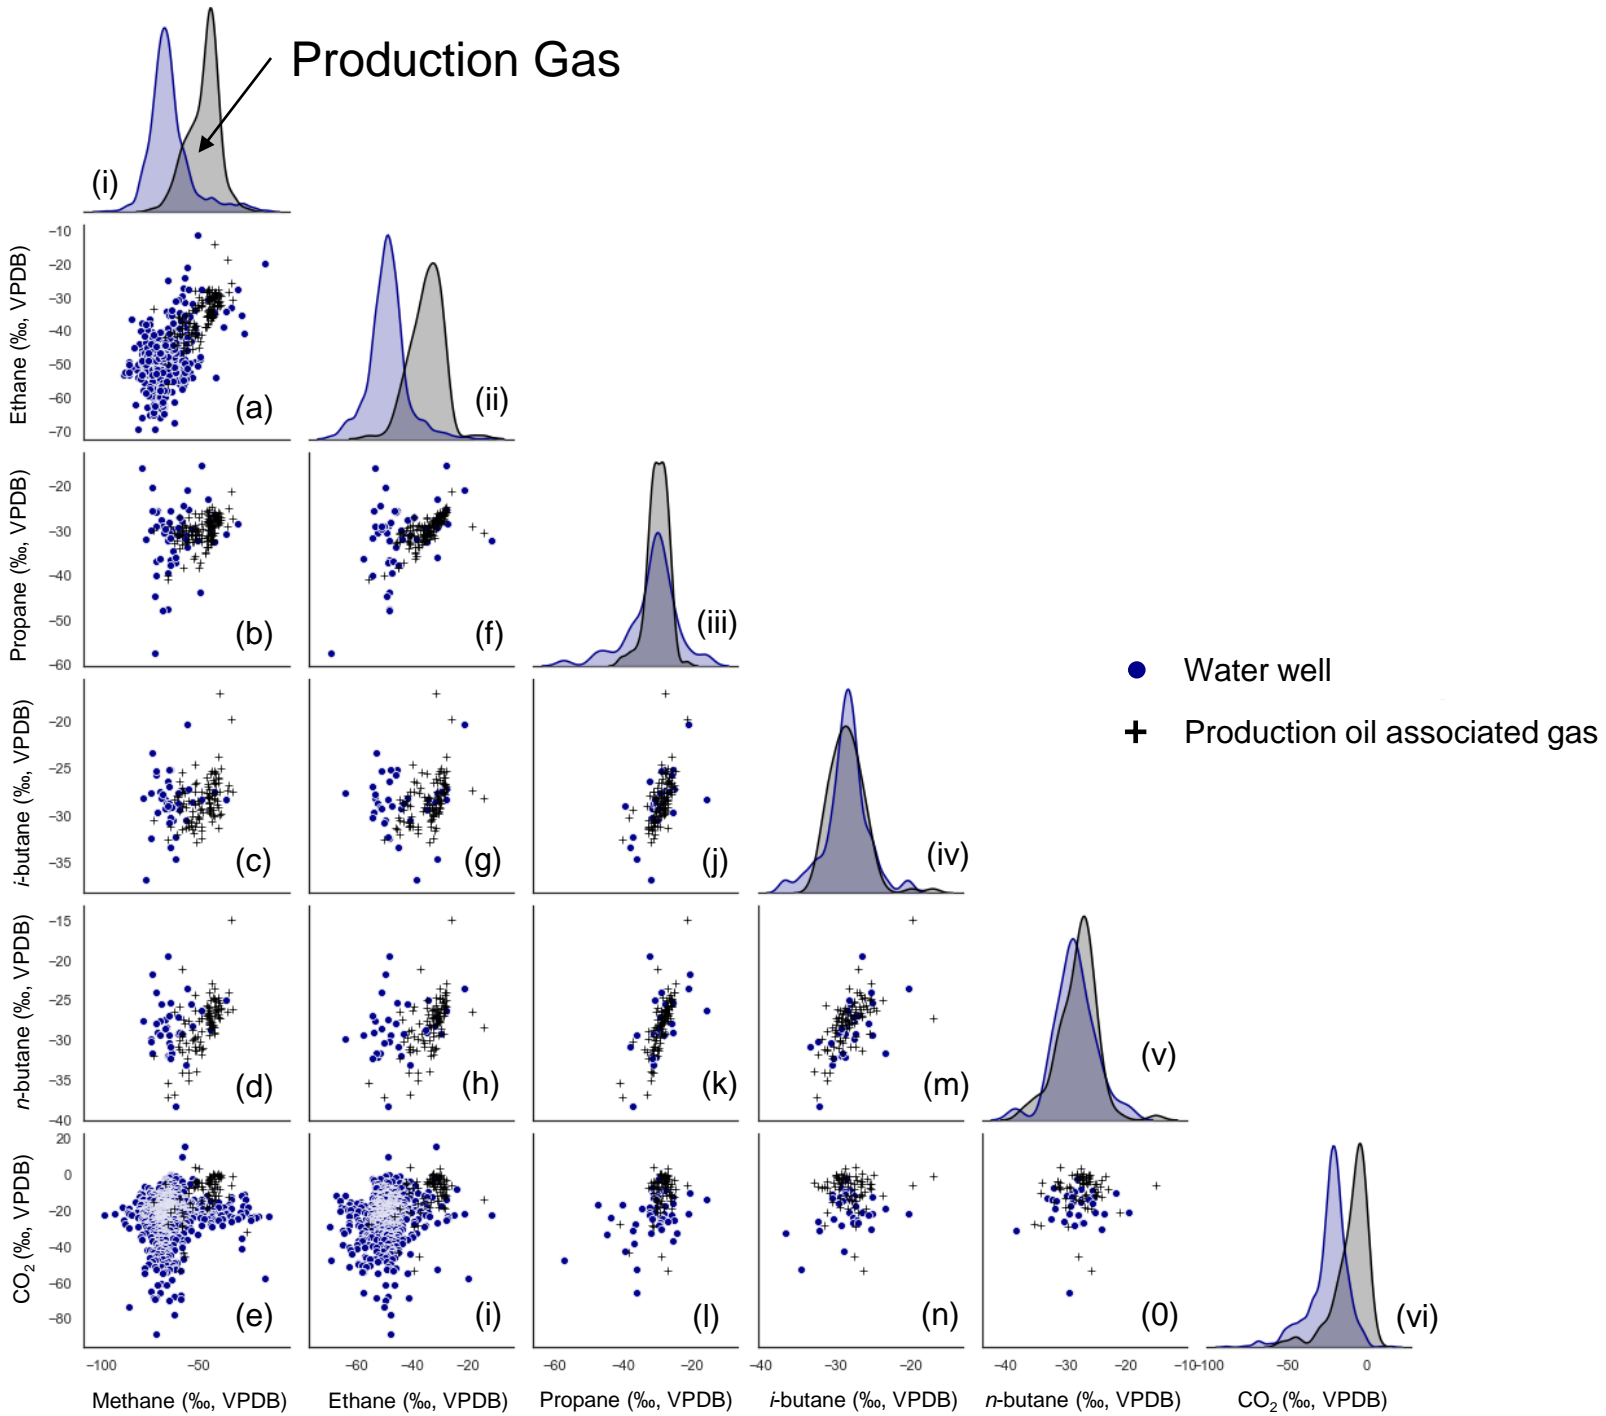 Production Gas
(i)
Ethane (‰, VPDB)
−10
−20
−30
−40
−50
−60
−70
(a)
(ii)
Propane (‰, VPDB)
−20
−30
−40
−50
−60
(b)
(f)
(iii)
Water well
Production oil associated gas
i-butane (‰, VPDB)
−20
−25
−30
−35
(c)
(g)
(j)
(iv)
n-butane (‰, VPDB)
−15
−20
−25
−30
−35
−40
(d)
(h)
(k)
(m)
(v)
CO2 (‰, VPDB)
20
0
−20
−40
−60
−80
(e)
(i)
(l)
(n)
(0)
(vi)
−100 −50
−60 −40 −20
−60 −40 −20
−40 −30 −20
−40 −30 −20 −10
−100 −50 0
Methane (‰, VPDB)
Ethane (‰, VPDB)
Propane (‰, VPDB)
i-butane (‰, VPDB)
n-butane (‰, VPDB)
CO2 (‰, VPDB)